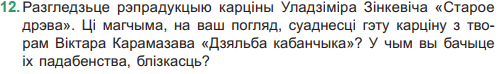 12. Разгледзьце рэпрадукцыю карціны Уладзіміра Зінкевіча «Старое
дрэва». Ці магчыма, на ваш погляд, суаднесці гэту карціну з тво-
рам Віктара Карамазава «Дзяльба кабанчыка»? У чым вы бачыце
іх падабенства, блізкасць?